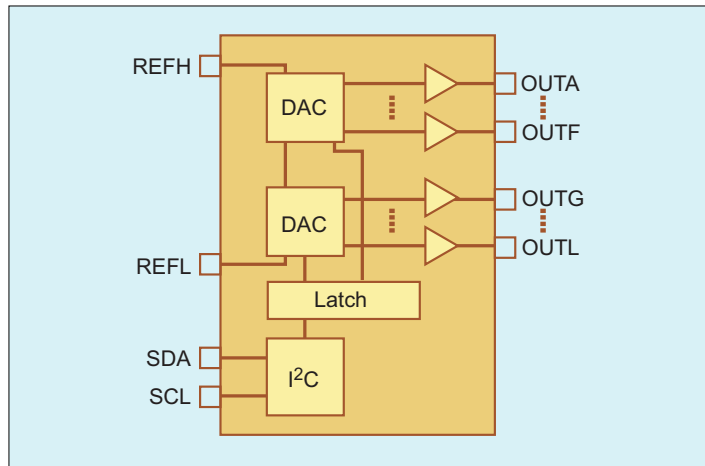 REFH
DAC
OUTA
OUTF
DAC
OUTG
OUTL
REFL
Latch
SDA
I²C
SCL